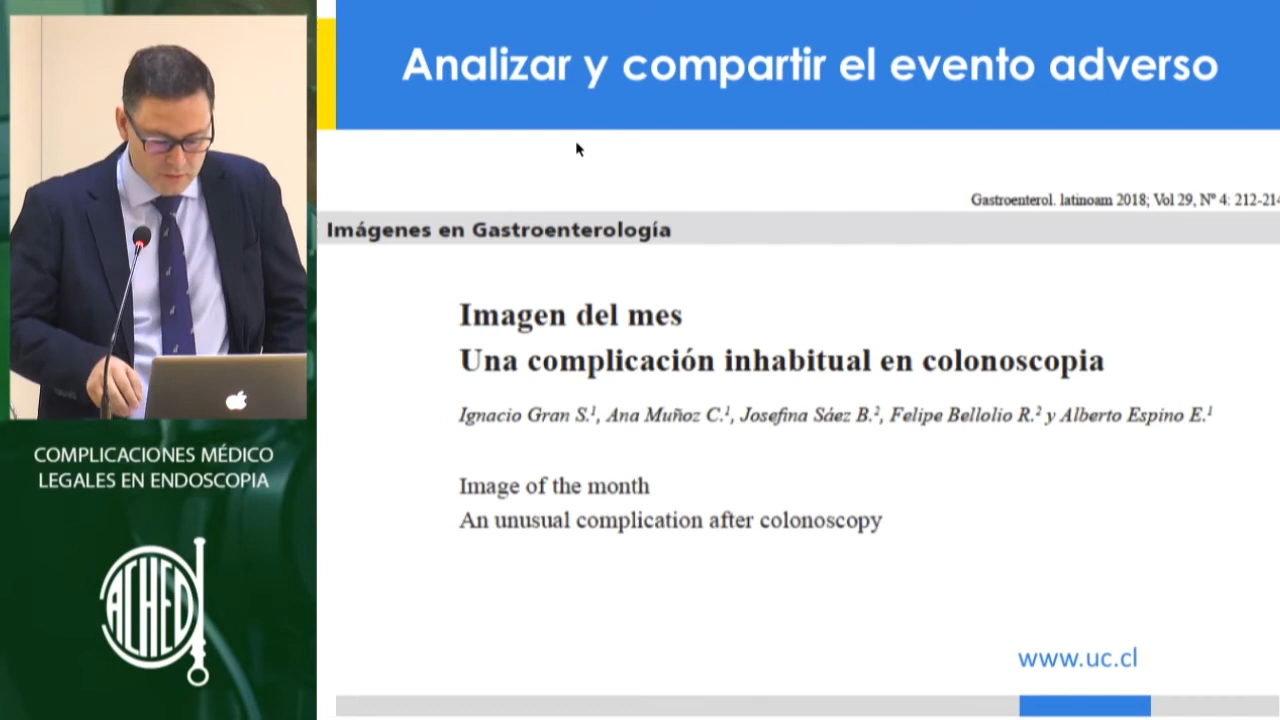 Analizar y compartir el evento adverso
Gastroenterol. latinoam 2018; Vol 29, Nº 4: 212-214
Imágenes en Gastroenterología
Imagen del mes
Una complicación inhabitual en colonoscopia
Ignacio Gran S.¹, Ana Muñoz C.¹, Josefina Sáez B.², Felipe Bellolio R.² y Alberto Espino E.¹
Image of the month
An unusual complication after colonoscopy
www.uc.cl
COMPLICACIONES MÉDICO
LEGALES EN ENDOSCOPIA
ACHED